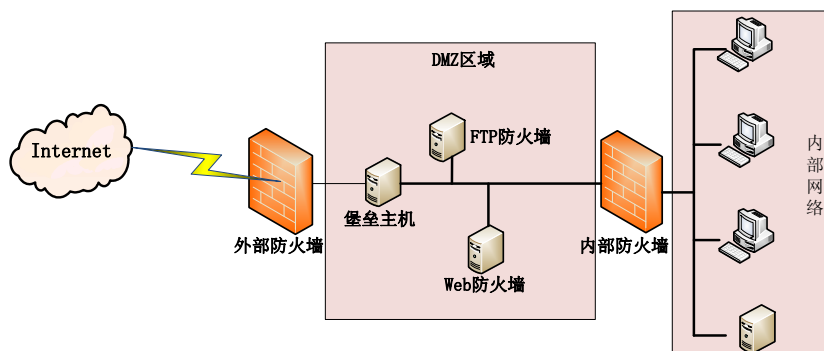 DMZ区域
Internet
FTP防火墙
堡垒主机
外部防火墙
Web防火墙
内部防火墙
内部网络